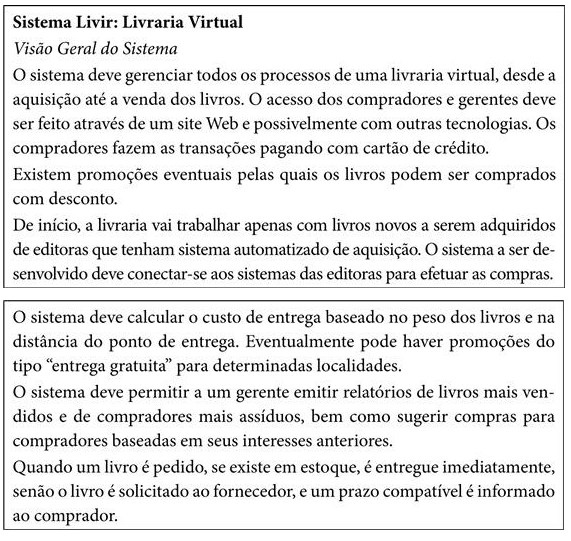 Sistema Livir: Livraria Virtual
Visão Geral do Sistema
O sistema deve gerenciar todos os processos de uma livraria virtual, desde a
aquisição até a venda dos livros. O acesso dos compradores e gerentes deve
ser feito através de um site Web e possivelmente com outras tecnologias. Os
compradores fazem as transações pagando com cartão de crédito.
Existem promoções eventuais pelas quais os livros podem ser comprados
com desconto.
De início, a livraria vai trabalhar apenas com livros novos a serem adquiridos
de editoras que tenham sistema automatizado de aquisição. O sistema a ser de-
senvolvido deve conectar-se aos sistemas das editoras para efetuar as compras.
O sistema deve calcular o custo de entrega baseado no peso dos livros e na
distância do ponto de entrega. Eventualmente pode haver promoções do
tipo “entrega gratuita” para determinadas localidades.
O sistema deve permitir a um gerente emitir relatórios de livros mais ven-
didos e de compradores mais assíduos, bem como sugerir compras para
compradores baseadas em seus interesses anteriores.
Quando um livro é pedido, se existe em estoque, é entregue imediatamente,
senão o livro é solicitado ao fornecedor, e um prazo compatível é informado
ao comprador.